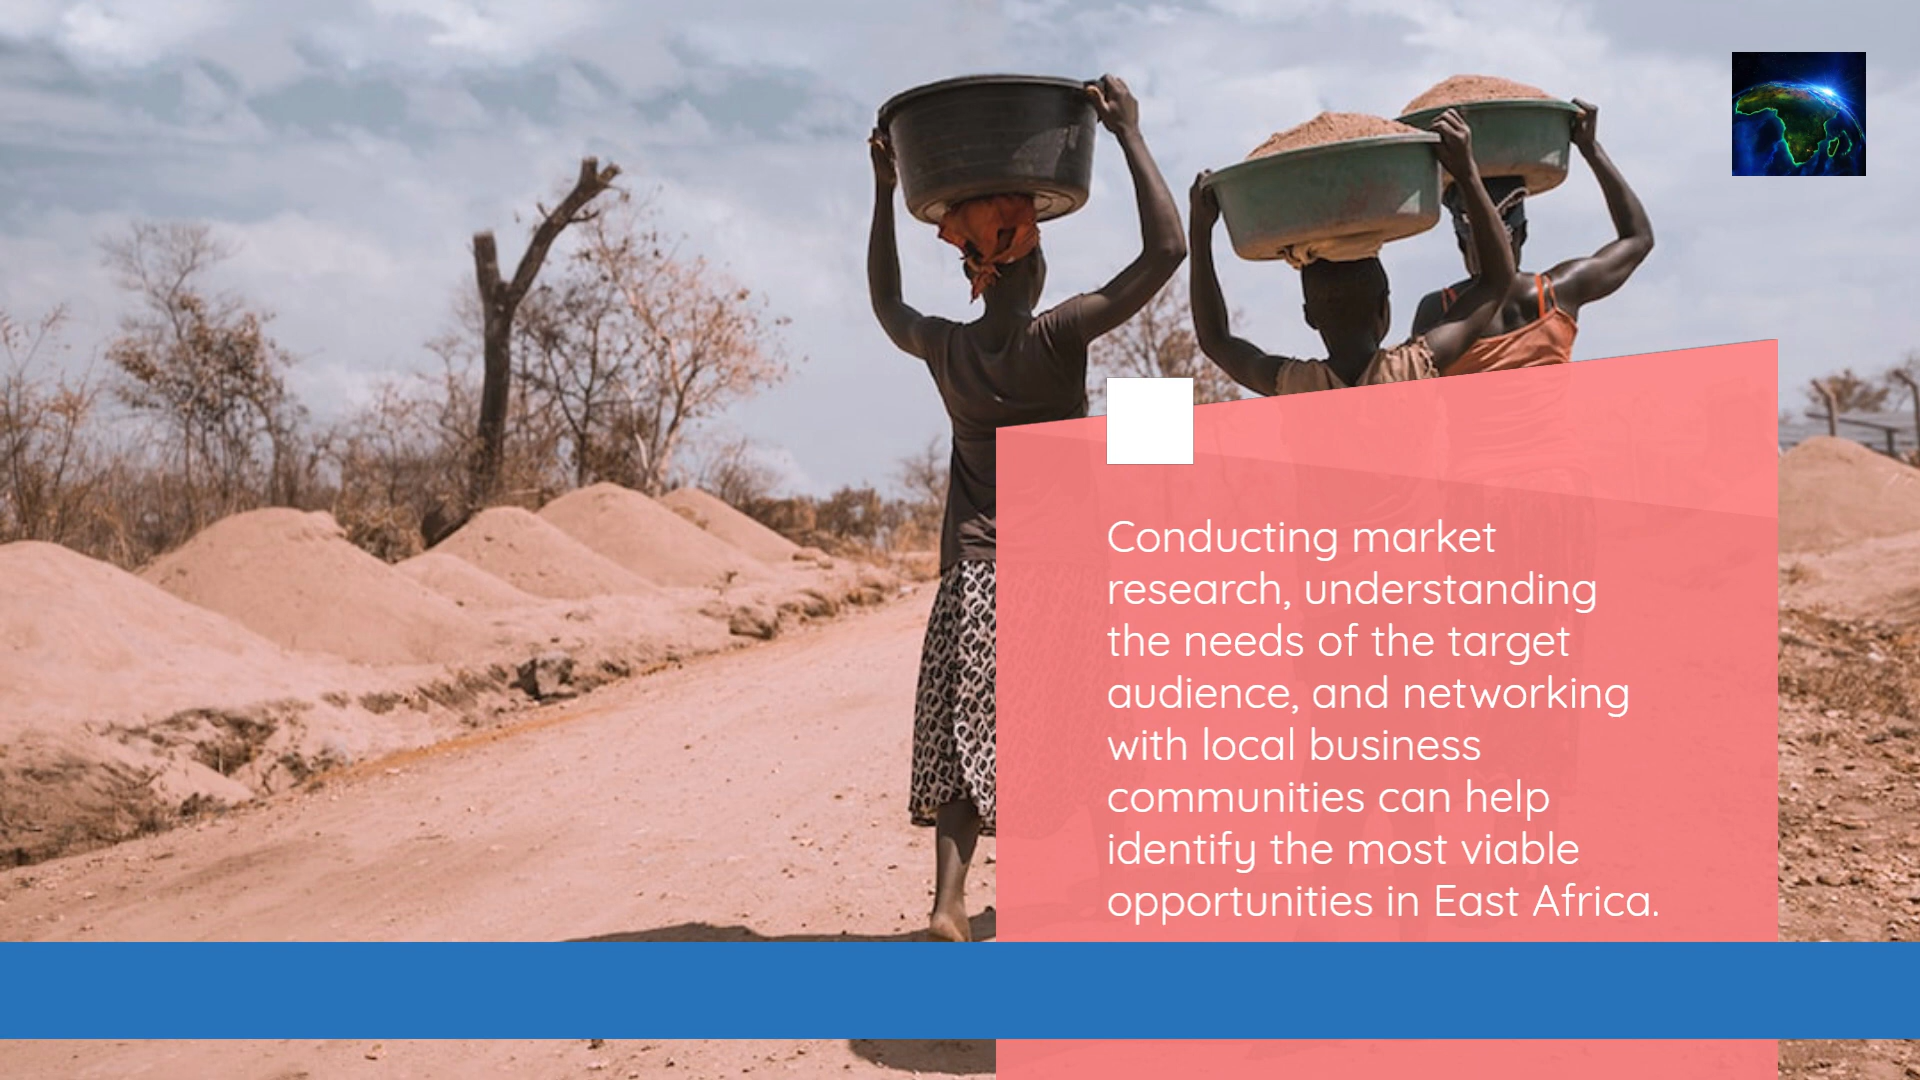 Conducting market
research, understanding
the needs of the target
audience, and networking
with local business
communities can help
identify the most viable
opportunities in East Africa.